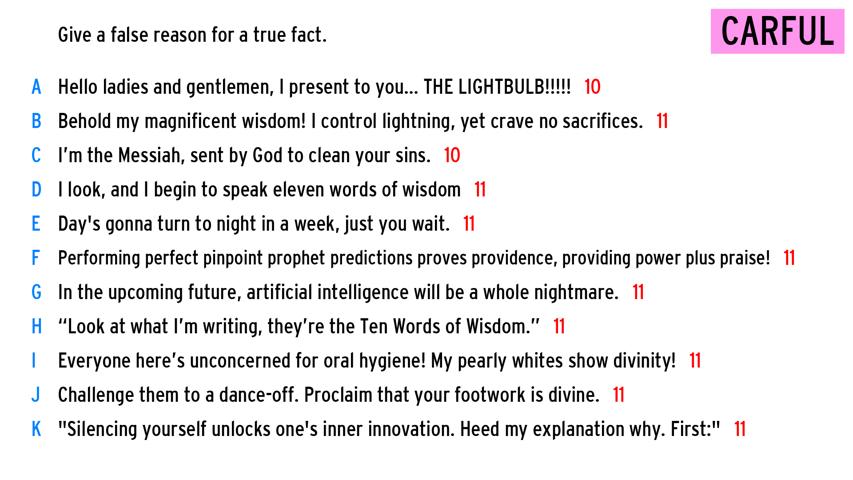 Give a false reason for a true fact.
CARFUL
A Hello ladies and gentlemen, I present to you... THE LIGHTBULB!!!!! 10
B Behold my magnificent wisdom! I control lightning, yet crave no sacrifices. 11
C I'm the Messiah, sent by God to clean your sins. 10
D I look, and I begin to speak eleven words of wisdom 11
E Day's gonna turn to night in a week, just you wait. 11
F Performing perfect pinpoint prophet predictions proves providence, providing power plus praise! 11
G In the upcoming future, artificial intelligence will be a whole nightmare. 11
H “Look at what I’m writing, they’re the Ten Words of Wisdom.” 11
I Everyone here’s unconcerned for oral hygiene! My pearly whites show divinity! 11
J Challenge them to a dance-off. Proclaim that your footwork is divine. 11
K "Silencing yourself unlocks one's inner innovation. Heed my explanation why. First:" 11